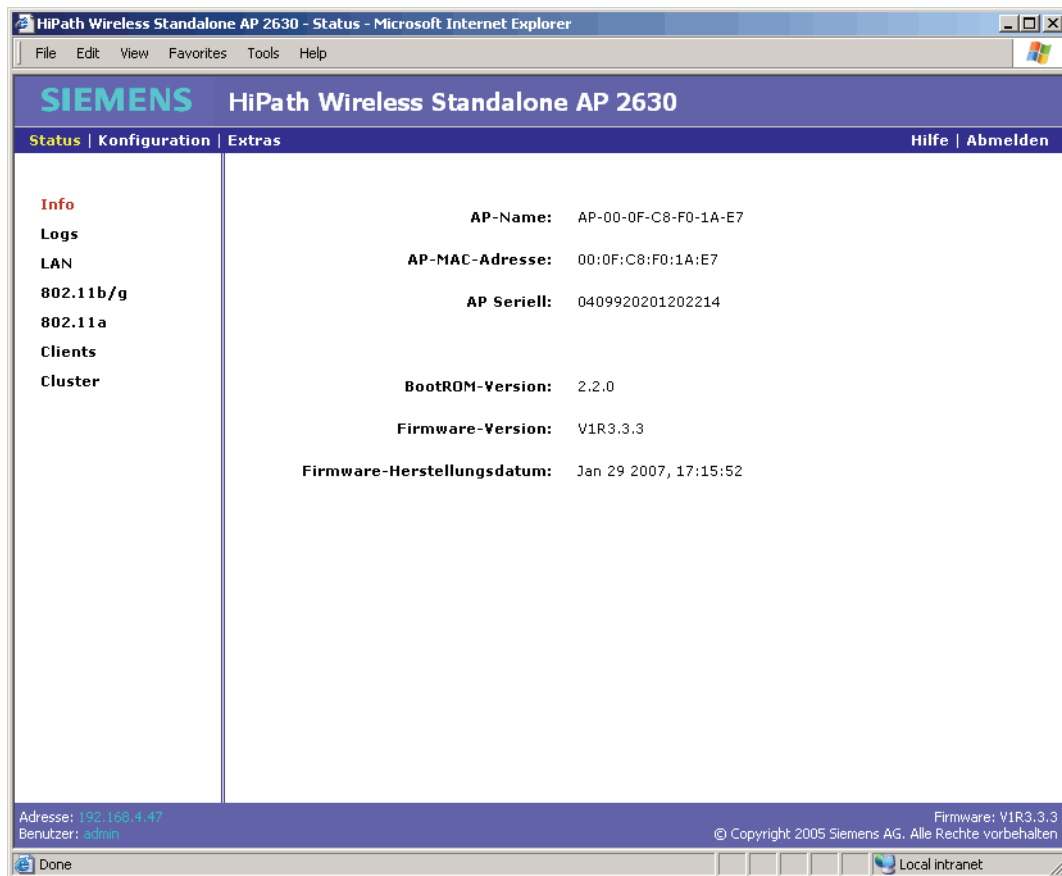 HiPath Wireless Standalone AP 2630 - Status - Microsoft Internet Explorer
File Edit View Favorites Tools Help
SIEMENS HiPath Wireless Standalone AP 2630
Status | Konfiguration | Extras Hilfe | Abmelden
Info
Logs
LAN
802.11b/g
802.11a
Clients
Cluster
AP-Name: AP-00-0F-C8-F0-1A-E7
AP-MAC-Adresse: 00:0F:C8:F0:1A:E7
AP Seriell: 0409920201202214
BootROM-Version: 2.2.0
Firmware-Version: V1R3.3.3
Firmware-Herstellungsdatum: Jan 29 2007, 17:15:52
Adresse: 192.168.4.47
Benutzer: admin
Firmware: V1R3.3.3
© Copyright 2005 Siemens AG. Alle Rechte vorbehalten
Done
Local intranet